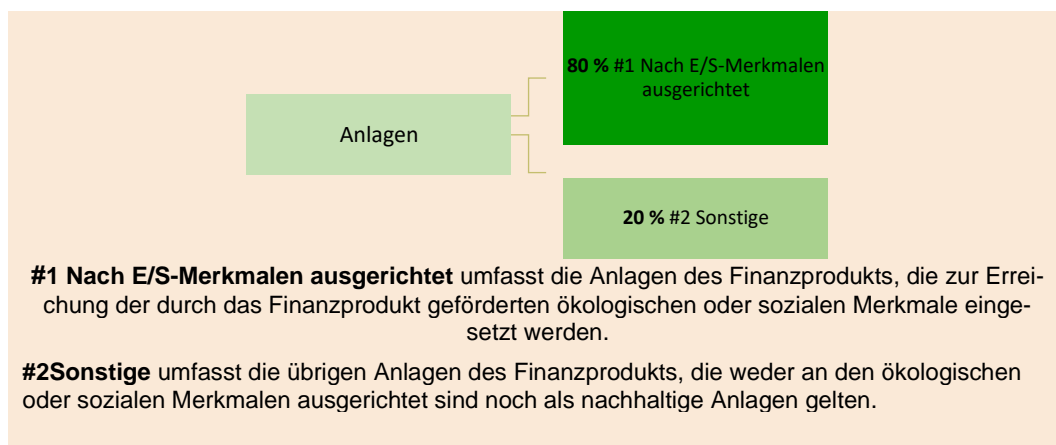 80 % #1 Nach E/S-Merkmalen
ausgerichtet
Anlagen
20 % #2 Sonstige
#1 Nach E/S-Merkmalen ausgerichtet umfasst die Anlagen des Finanzprodukts, die zur Errei-
chung der durch das Finanzprodukt geförderten ökologischen oder sozialen Merkmale einge-
setzt werden.
#2Sonstige umfasst die übrigen Anlagen des Finanzprodukts, die weder an den ökologischen
oder sozialen Merkmalen ausgerichtet sind noch als nachhaltige Anlagen gelten.